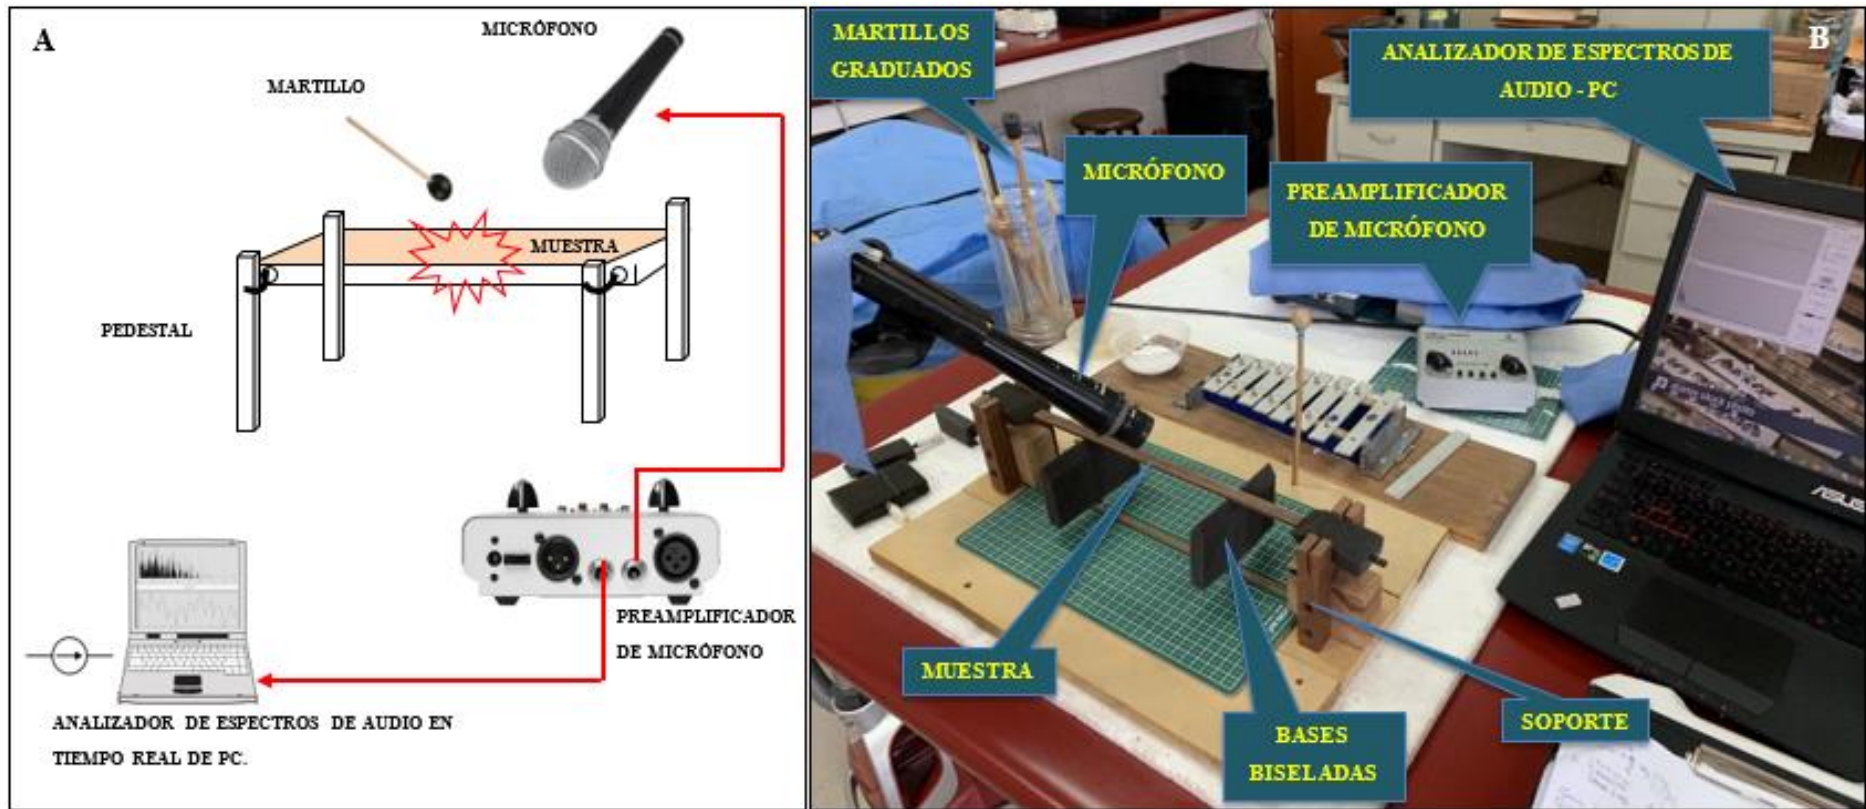 A
MICRÓFONO
MARTILLO
MUESTRA
PEDESTAL
PREAMPLIFICADOR
DE MICRÓFONO
ANALIZADOR DE ESPECTROS DE AUDIO EN
TIEMPO REAL DE PC.
B
MARTILLOS
GRADUADOS
ANALIZADOR DE ESPECTROS DE
AUDIO - PC
MICRÓFONO
PREAMPLIFICADOR
DE MICRÓFONO
ASUS
MUESTRA
BASES
BISELADAS
SOPORTE